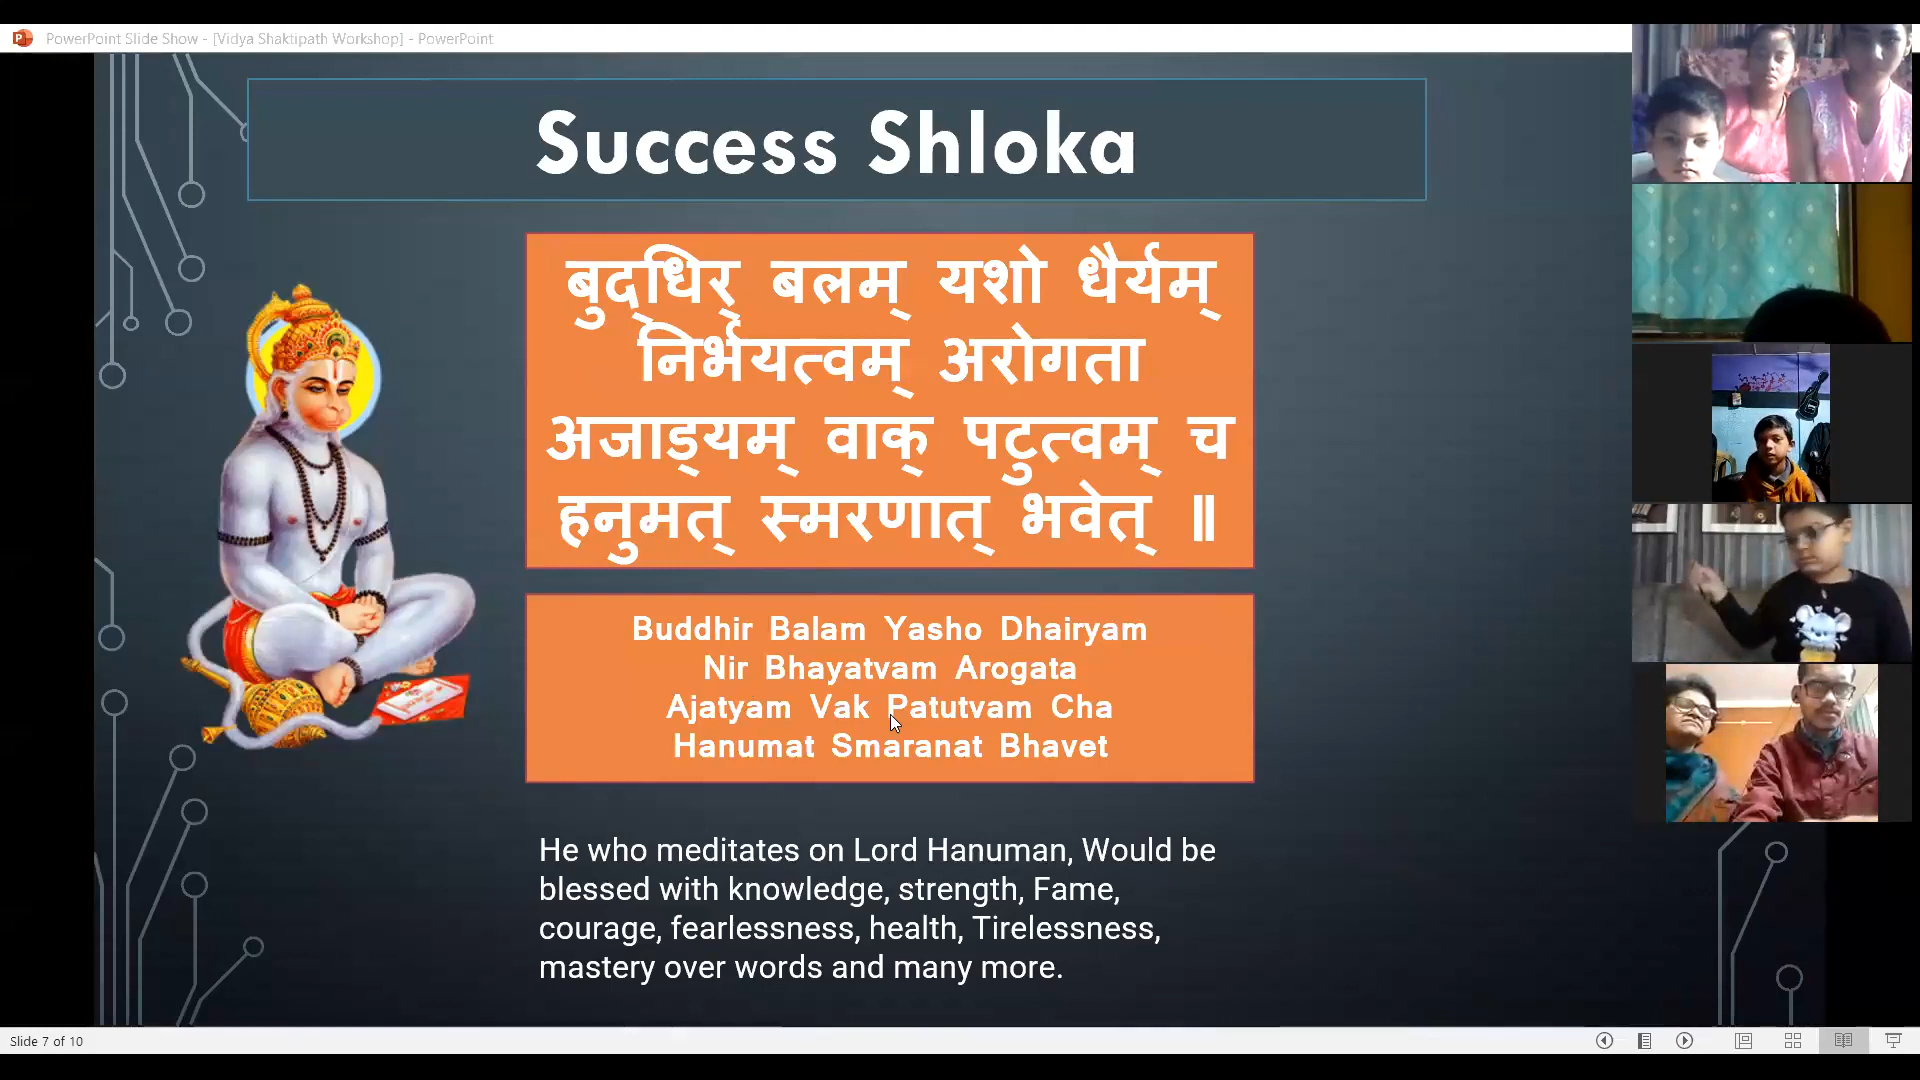 PowerPoint Slide Show - [Vidya Shaktipath Workshop] - PowerPoint
Success Shloka
बुद्धिर् बलम् यशो धैर्यम्
निर्भयत्वम् अरोगता
अजाड्यम् वाक् पटुत्वम् च
हनुमत् स्मरणात् भवेत् ॥
Buddhir Balam Yasho Dhairyam
Nir Bhayatvam Arogata
Ajatyam Vak Patutvam Cha
Hanumat Smaranat Bhavet
He who meditates on Lord Hanuman, Would be
blessed with knowledge, strength, Fame,
courage, fearlessness, health, Tirelessness,
mastery over words and many more.
Slide 7 of 10